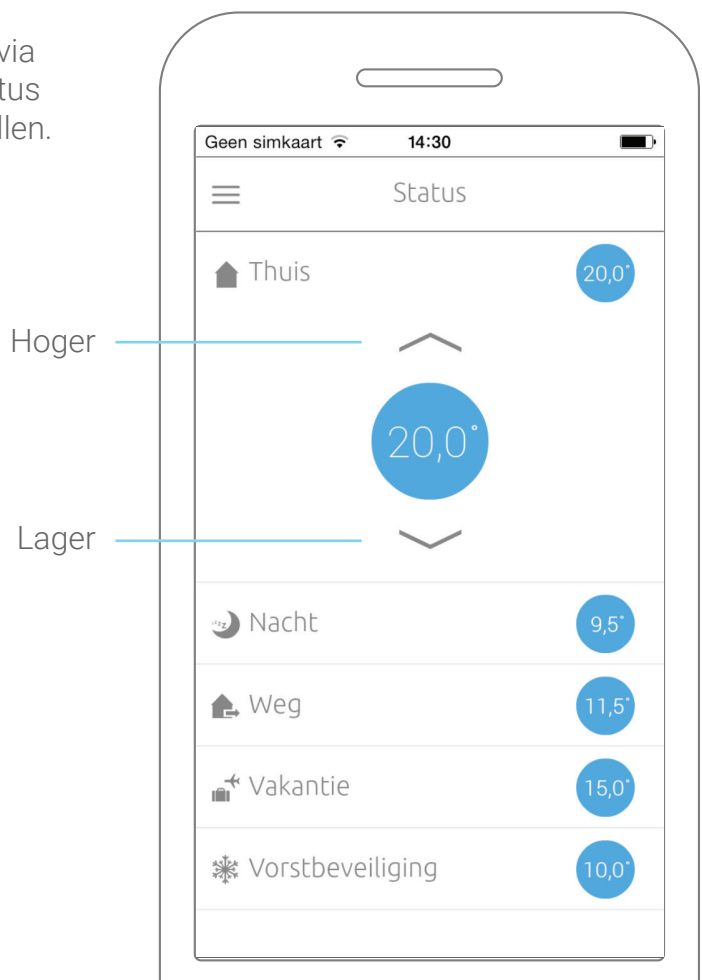 via
tus
llen.
Geen simkaart 14:30
Status
Thuis 20,0°
Hoger
20,0°
Lager
zzz Nacht 9,5°
Weg 11,5°
Vakantie 15,0°
Vorstbeveiliging 10,0°